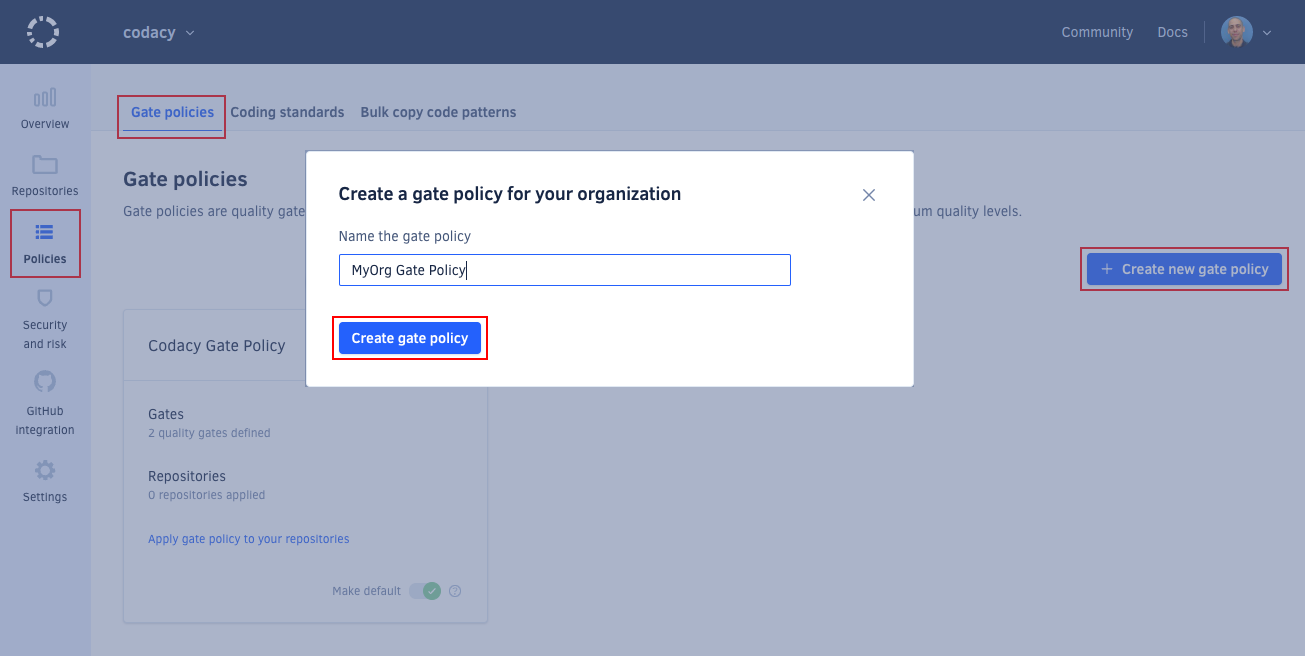 codacy
Community
Docs
Overview
Repositories
Policies
Security
and risk
GitHub
integration
Settings
Gate policies
Coding standards
Bulk copy code patterns
Gate policies
Gate policies are quality gate
um quality levels.
+ Create new gate policy
Create a gate policy for your organization
Name the gate policy
MyOrg Gate Policy
Create gate policy
Codacy Gate Policy
Gates
2 quality gates defined
Repositories
0 repositories applied
Apply gate policy to your repositories
Make default